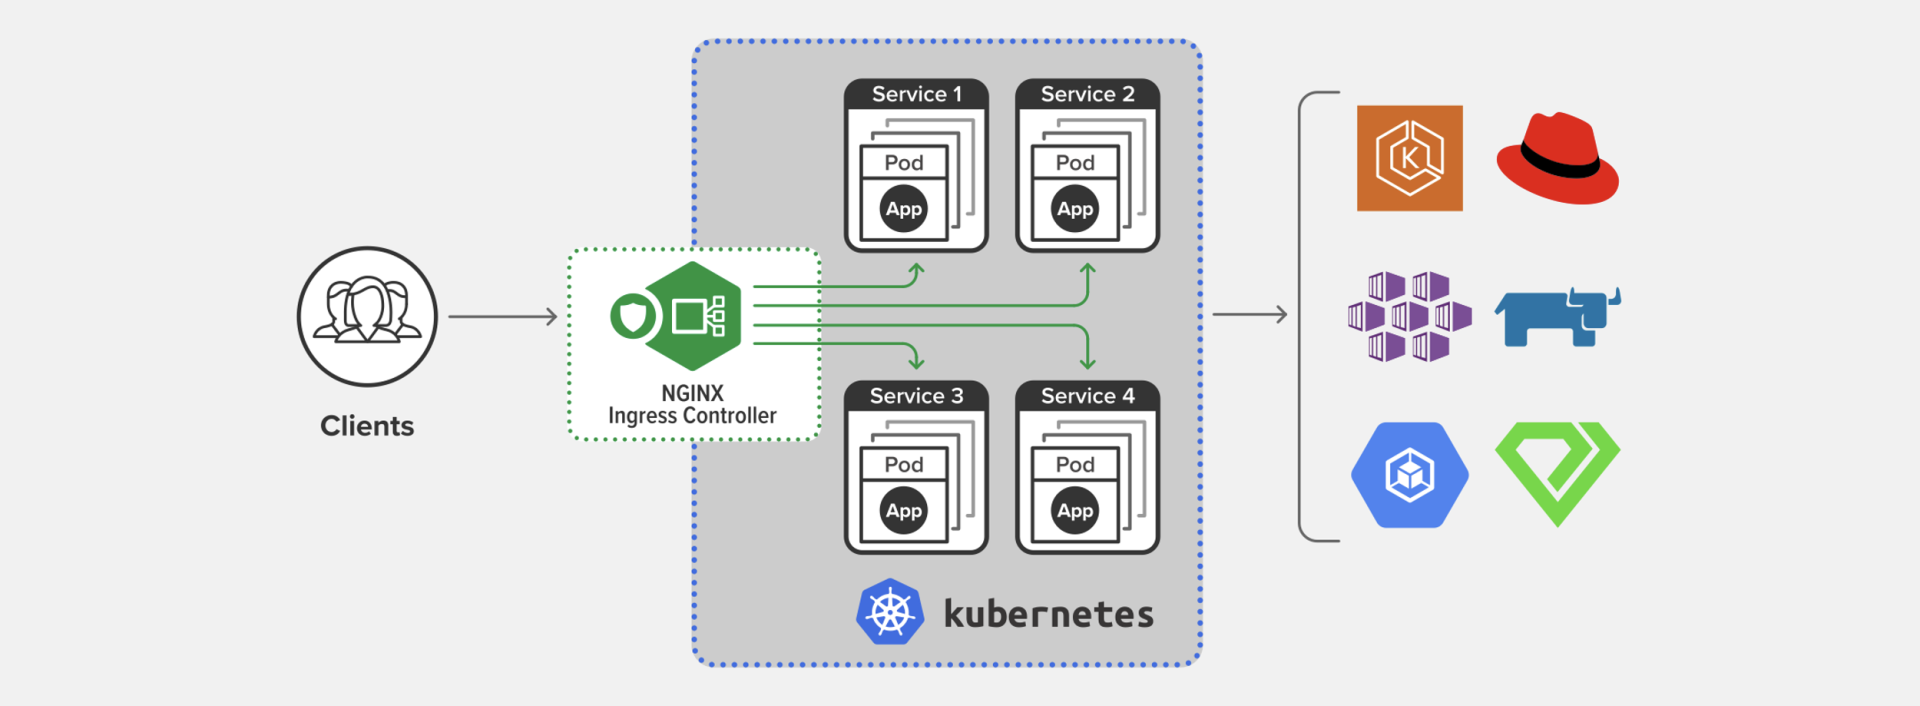 Clients
NGINX
Ingress Controller
Service 1
Pod
App
Service 2
Pod
App
Service 3
Pod
App
Service 4
Pod
App
kubernetes
K